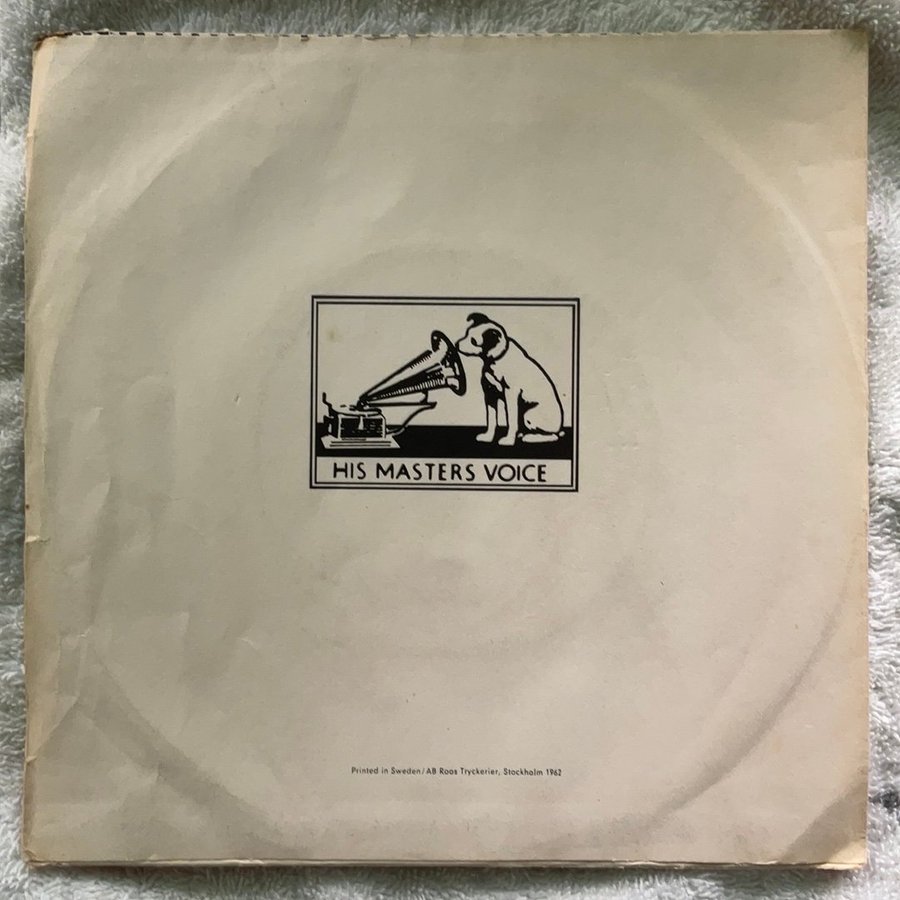 HIS MASTERS VOICE
Printed in Sweden/AB Roos Tryckerier, Stockholm 1962